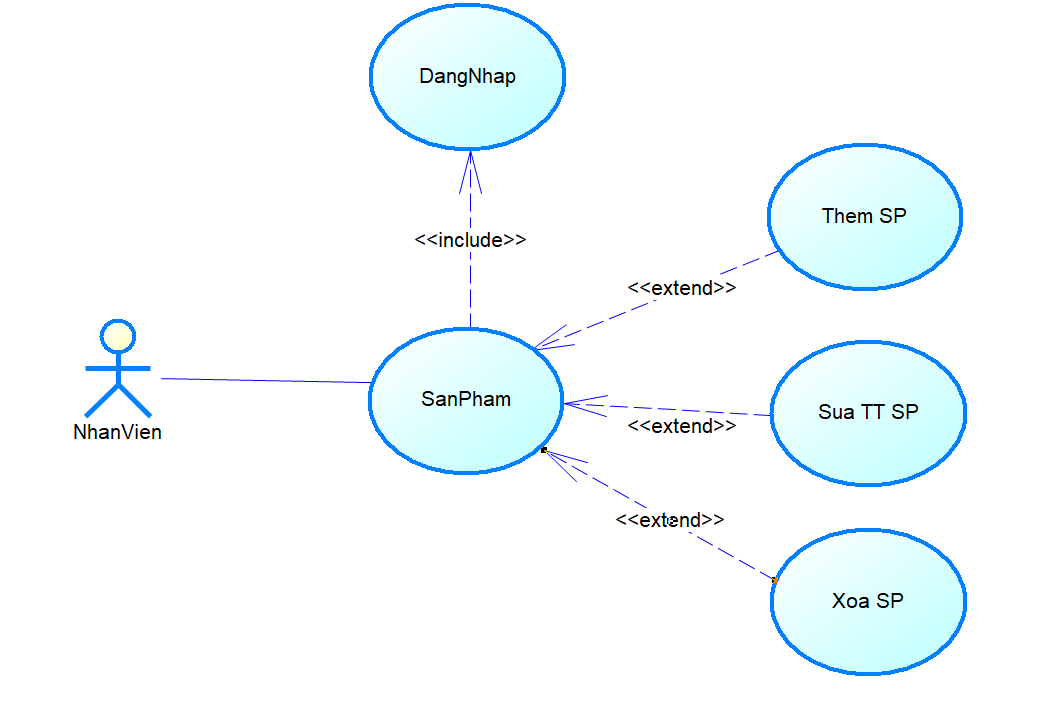 DangNhap
Them SP
<<include>>
<<extend>>
SanPham
Sua TT SP
<<extend>>
NhanVien
<<extend>>
Xoa SP